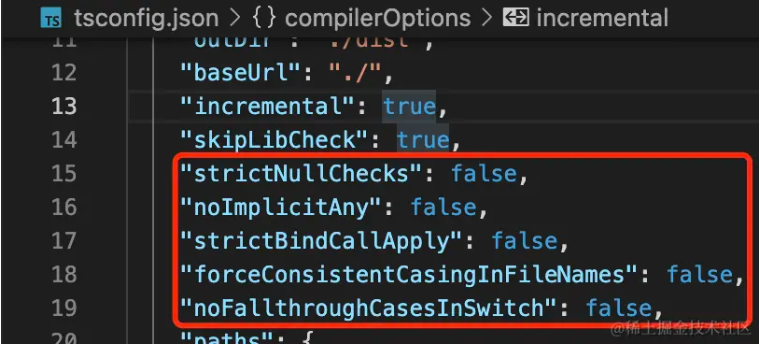 TS tsconfig.json > {} compilerOptions > incremental
11 "outDir": "./dist",
12 "baseUrl": "./",
13 "incremental": true,
14 "skipLibCheck": true,
15 "strictNullChecks": false,
16 "noImplicitAny": false,
17 "strictBindCallApply": false,
18 "forceConsistentCasingInFileNames": false,
19 "noFallthroughCasesInSwitch": false,
20 "paths": {
@稀土掘金技术社区